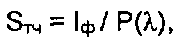 Sтч = Iф / P(λ),